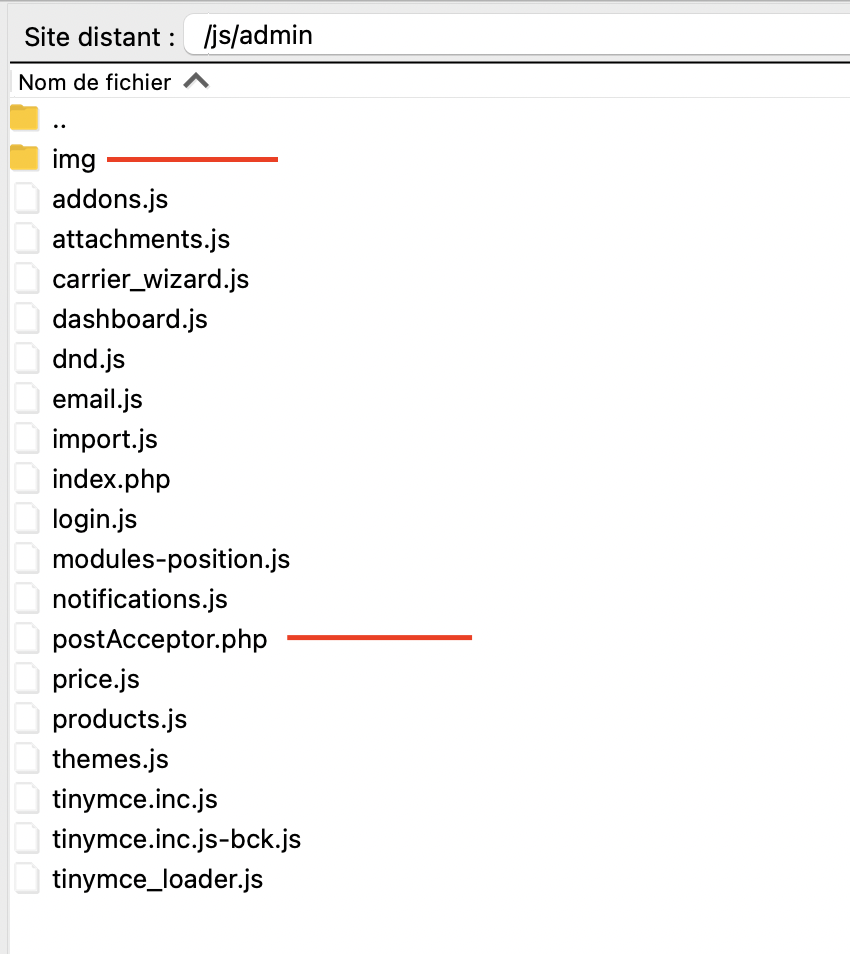 Site distant : /js/admin
Nom de fichier
..
img
addons.js
attachments.js
carrier_wizard.js
dashboard.js
dnd.js
email.js
import.js
index.php
login.js
modules-position.js
notifications.js
postAcceptor.php
price.js
products.js
themes.js
tinymce.inc.js
tinymce.inc.js-bck.js
tinymce_loader.js